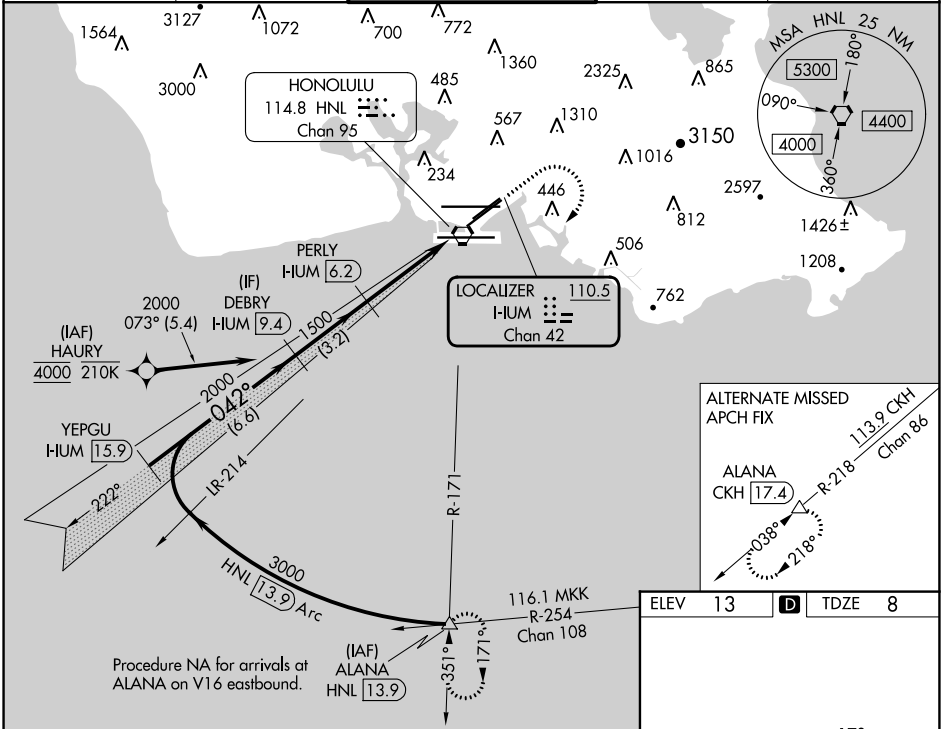 3127
1072
700
772
1564
3000
1360
2325
865
485
HONOLULU
114.8 HNL
Chan 95
567
1310
234
1016
3150
446
812
2597
506
762
1426±
1208
MSA HNL 25 NM
5300
180°
090°
4400
4000
360°
PERLY
I-IUM 6.2
(IF)
DEBRY
I-IUM 9.4
2000
073° (5.4)
(IAF)
HAURY
4000 210K
1500
(3.2)
LOCALIZER 110.5
I-IUM
Chan 42
2000
042°
(6.6)
YEPGU
I-IUM 15.9
222°
LR-214
R-171
3000
HNL 13.9 Arc
116.1 MKK
R-254
Chan 108
(IAF)
ALANA
HNL 13.9
351°
171°
Procedure NA for arrivals at
ALANA on V16 eastbound.
ALTERNATE MISSED
APCH FIX
113.9 CKH
Chan 86
R-218
ALANA
CKH 17.4
038°
218°
ELEV 13 D TDZE 8